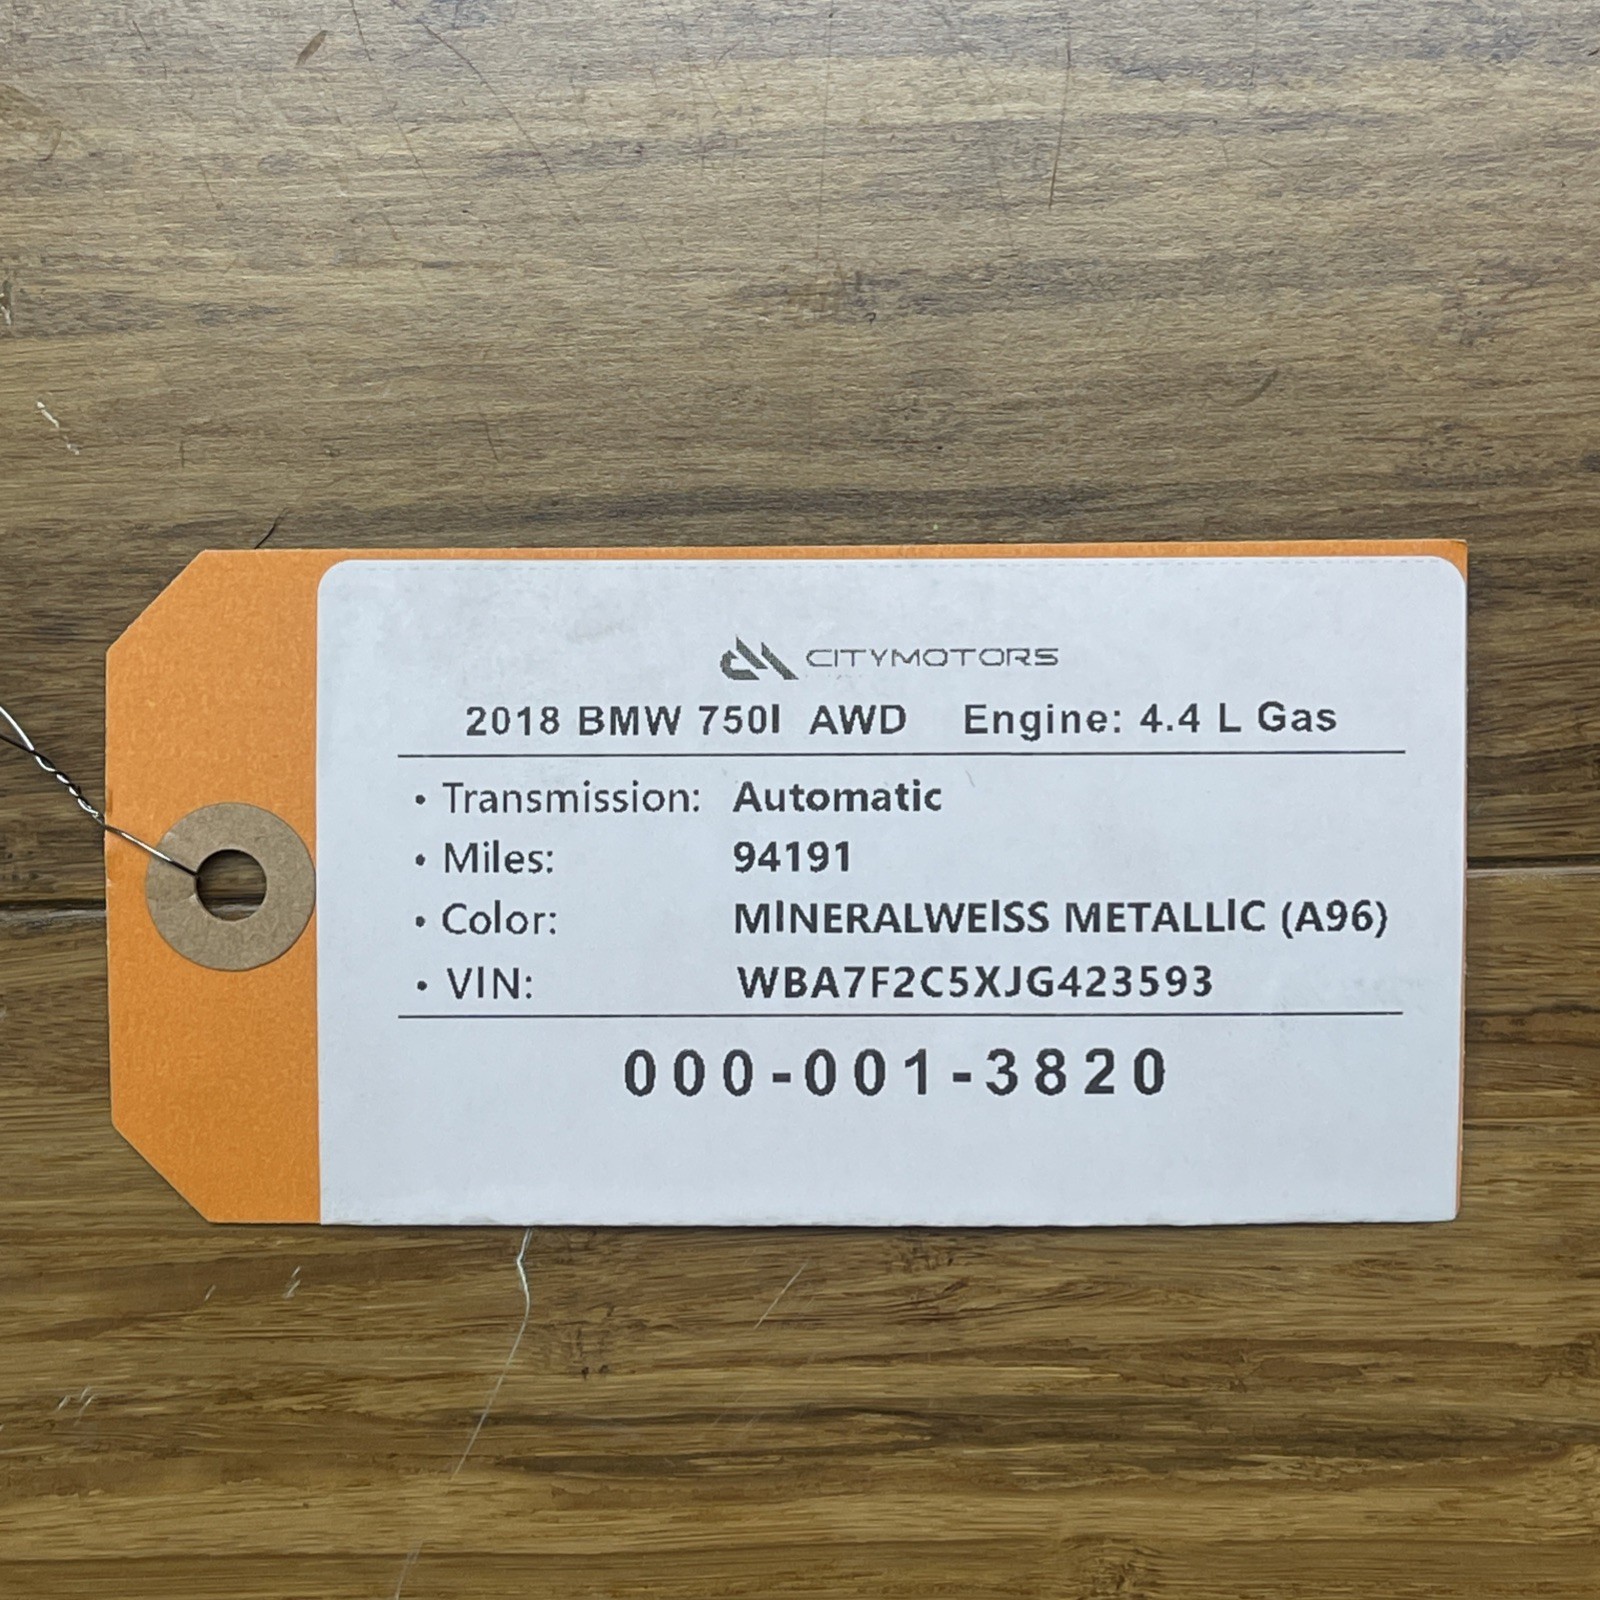 CITYMOTORS
2018 BMW 750I AWD Engine: 4.4 L Gas
• Transmission: Automatic
• Miles: 94191
• Color: MINERALWEISS METALLIC (A96)
• VIN: WBA7F2C5XJG423593
000-001-3820